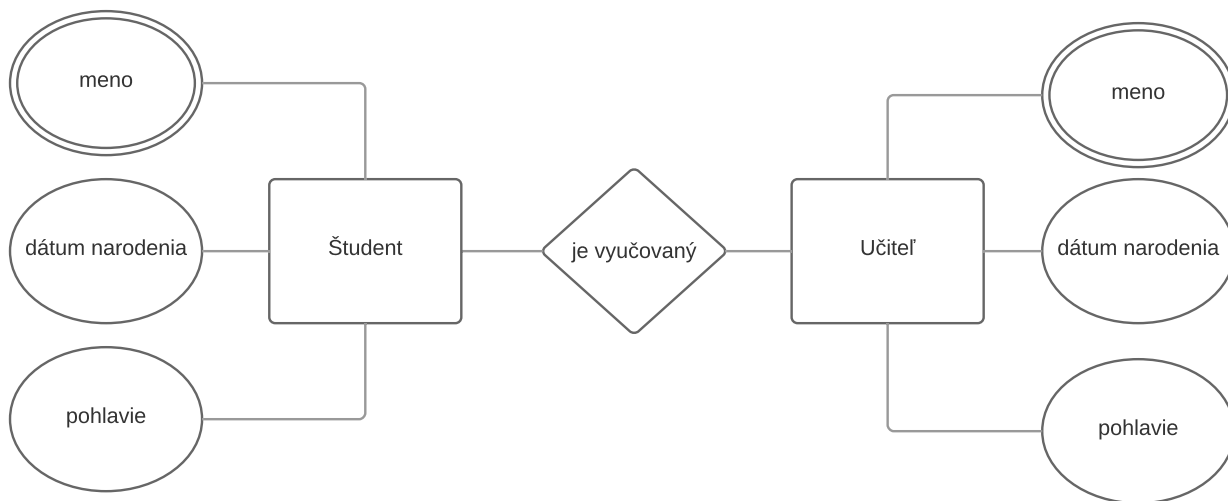 meno
meno
dátum narodenia
Študent
je vyučovaný
Učiteľ
dátum narodenia
pohlavie
pohlavie